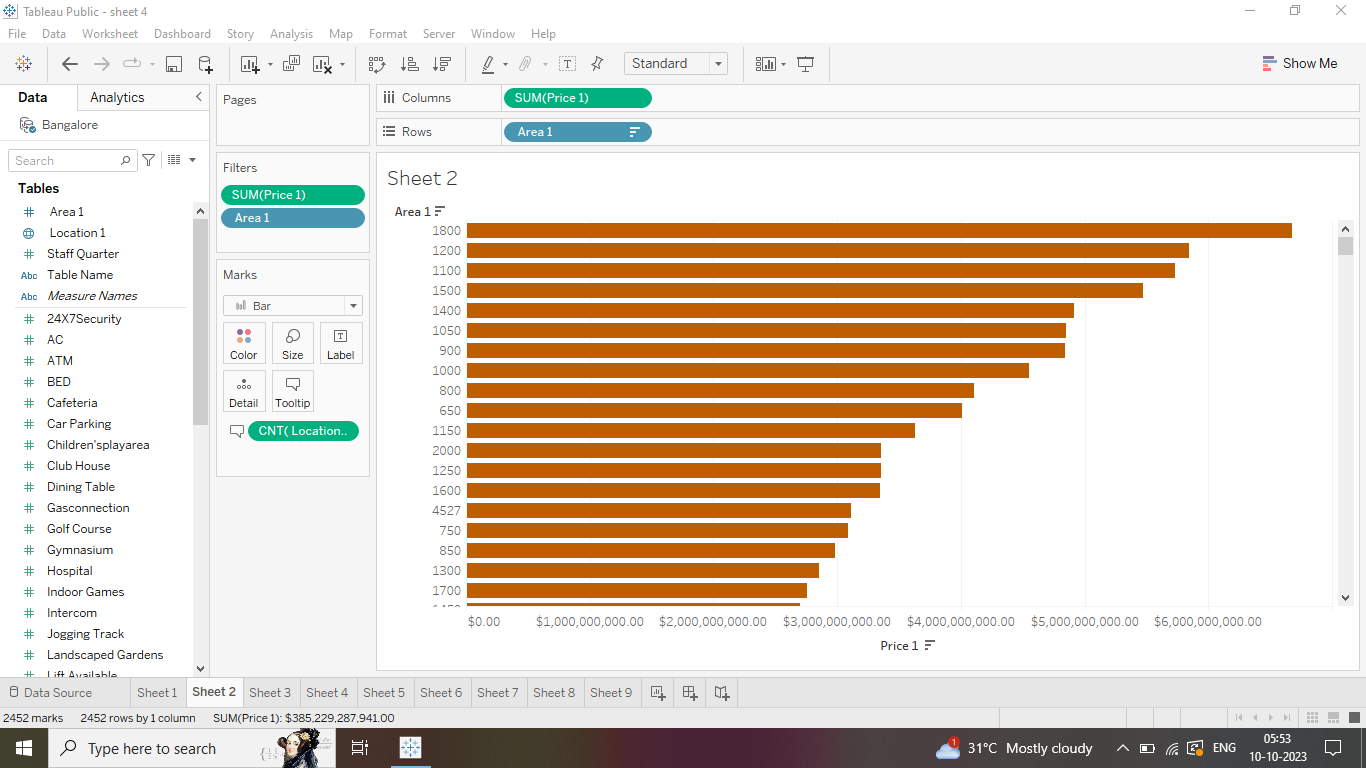 Tableau Public - sheet 4
File Data Worksheet Dashboard Story Analysis Map Format Server Window Help
Standard
Show Me
Data Analytics
Bangalore
Search
Tables
Area 1
Location 1
Staff Quarter
Abc Table Name
Abc Measure Names
24X7Security
AC
ATM
BED
Cafeteria
Car Parking
Children'splayarea
Club House
Dining Table
Gasconnection
Golf Course
Gymnasium
Hospital
Indoor Games
Intercom
Jogging Track
Landscaped Gardens
Lift Available
Pages
Filters
SUM(Price 1)
Area 1
Marks
Bar
Color Size Label
Detail Tooltip
CNT( Location..
Columns SUM(Price 1)
Rows Area 1
Sheet 2
Area 1
1800
1200
1100
1500
1400
1050
900
1000
800
650
1150
2000
1250
1600
4527
750
850
1300
1700
1450
$0.00 $1,000,000,000.00 $2,000,000,000.00 $3,000,000,000.00 $4,000,000,000.00 $5,000,000,000.00 $6,000,000,000.00
Price 1
Data Source Sheet 1 Sheet 2 Sheet 3 Sheet 4 Sheet 5 Sheet 6 Sheet 7 Sheet 8 Sheet 9
2452 marks 2452 rows by 1 column SUM(Price 1): $385,229,287,941.00
Type here to search
1 31°C Mostly cloudy ENG
05:53
10-10-2023